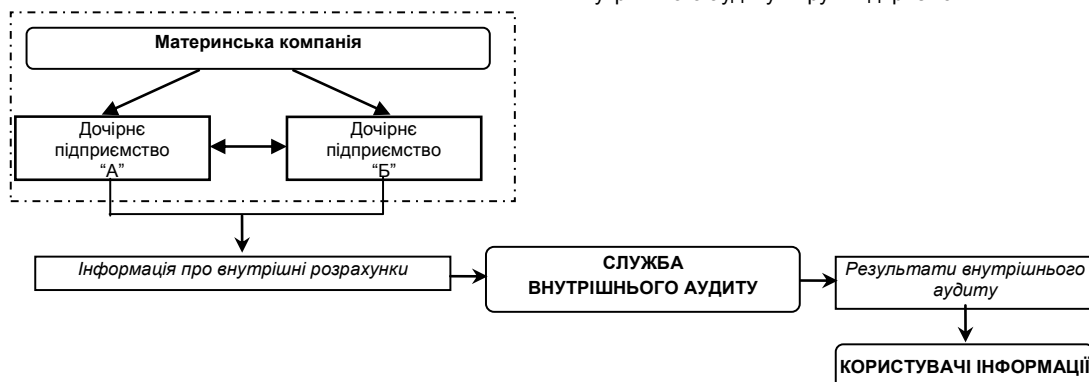 Материнська компанія
Дочірнє
підприємство
“А”
Дочірнє
підприємство
“Б”
Інформація про внутрішні розрахунки
СЛУЖБА
ВНУТРІШНЬОГО АУДИТУ
Результати внутрішнього
аудиту
КОРИСТУВАЧІ ІНФОРМАЦІЇ